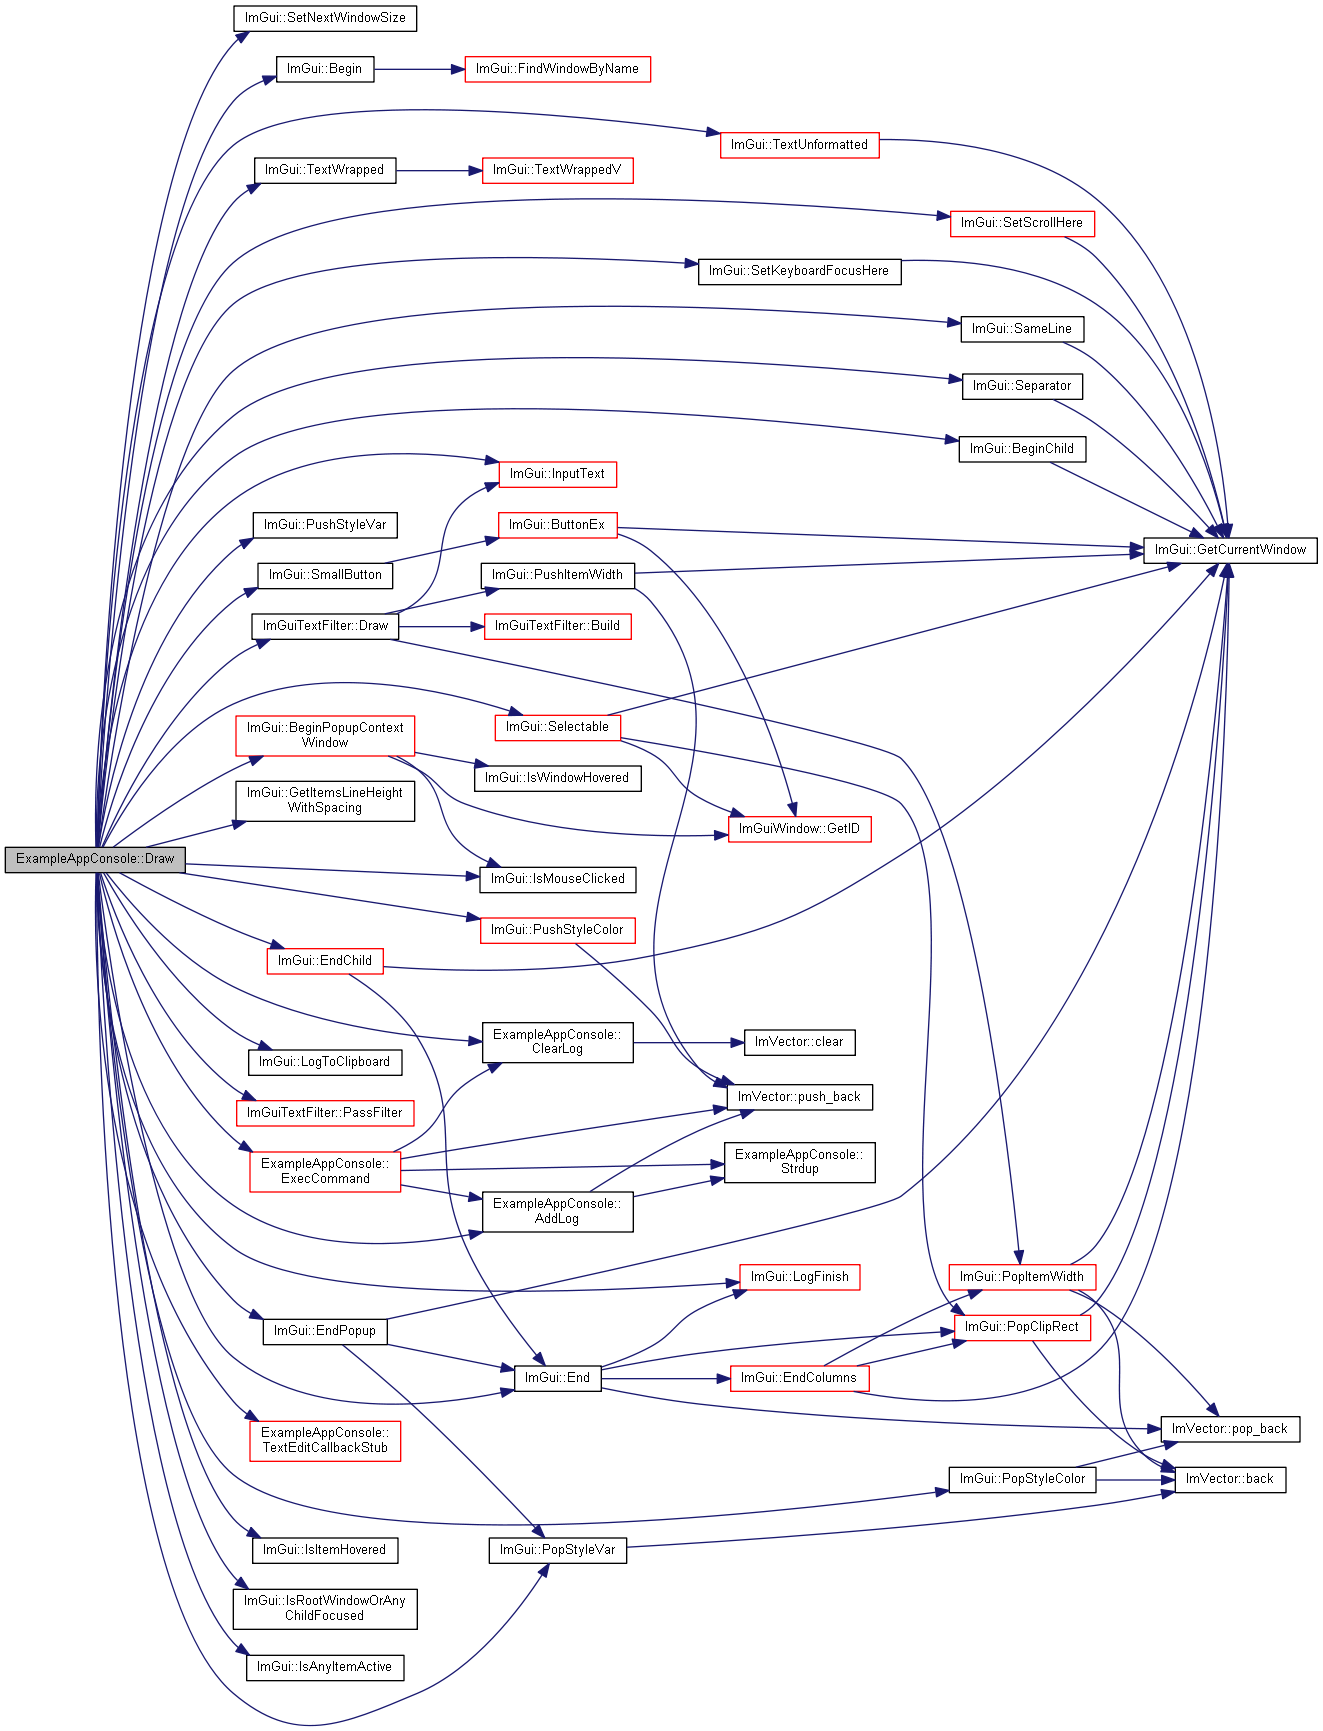 ImGui::SetNextWindowSize
ImGui::Begin
ImGui::FindWindowByName
ImGui::TextUnformatted
ImGui::TextWrapped
ImGui::TextWrappedV
ImGui::SetScrollHere
ImGui::SetKeyboardFocusHere
ImGui::SameLine
ImGui::Separator
ImGui::BeginChild
ImGui::InputText
ImGui::PushStyleVar
ImGui::ButtonEx
ImGui::GetCurrentWindow
ImGui::SmallButton
ImGui::PushItemWidth
ImGuiTextFilter::Draw
ImGuiTextFilter::Build
ImGui::Selectable
ImGui::BeginPopupContext
Window
ImGui::IsWindowHovered
ImGui::GetItemsLineHeight
WithSpacing
ImGuiWindow::GetID
ExampleAppConsole::Draw
ImGui::IsMouseClicked
ImGui::PushStyleColor
ImGui::EndChild
ExampleAppConsole::
ClearLog
ImVector::clear
ImGui::LogToClipboard
ImVector::push_back
ImGuiTextFilter::PassFilter
ExampleAppConsole::
ExecCommand
ExampleAppConsole::
Strdup
ExampleAppConsole::
AddLog
ImGui::LogFinish
ImGui::PopItemWidth
ImGui::EndPopup
ImGui::PopClipRect
ImGui::End
ImGui::EndColumns
ExampleAppConsole::
TextEditCallbackStub
ImVector::pop_back
ImGui::PopStyleColor
ImVector::back
ImGui::IsItemHovered
ImGui::PopStyleVar
ImGui::IsRootWindowOrAny
ChildFocused
ImGui::IsAnyItemActive